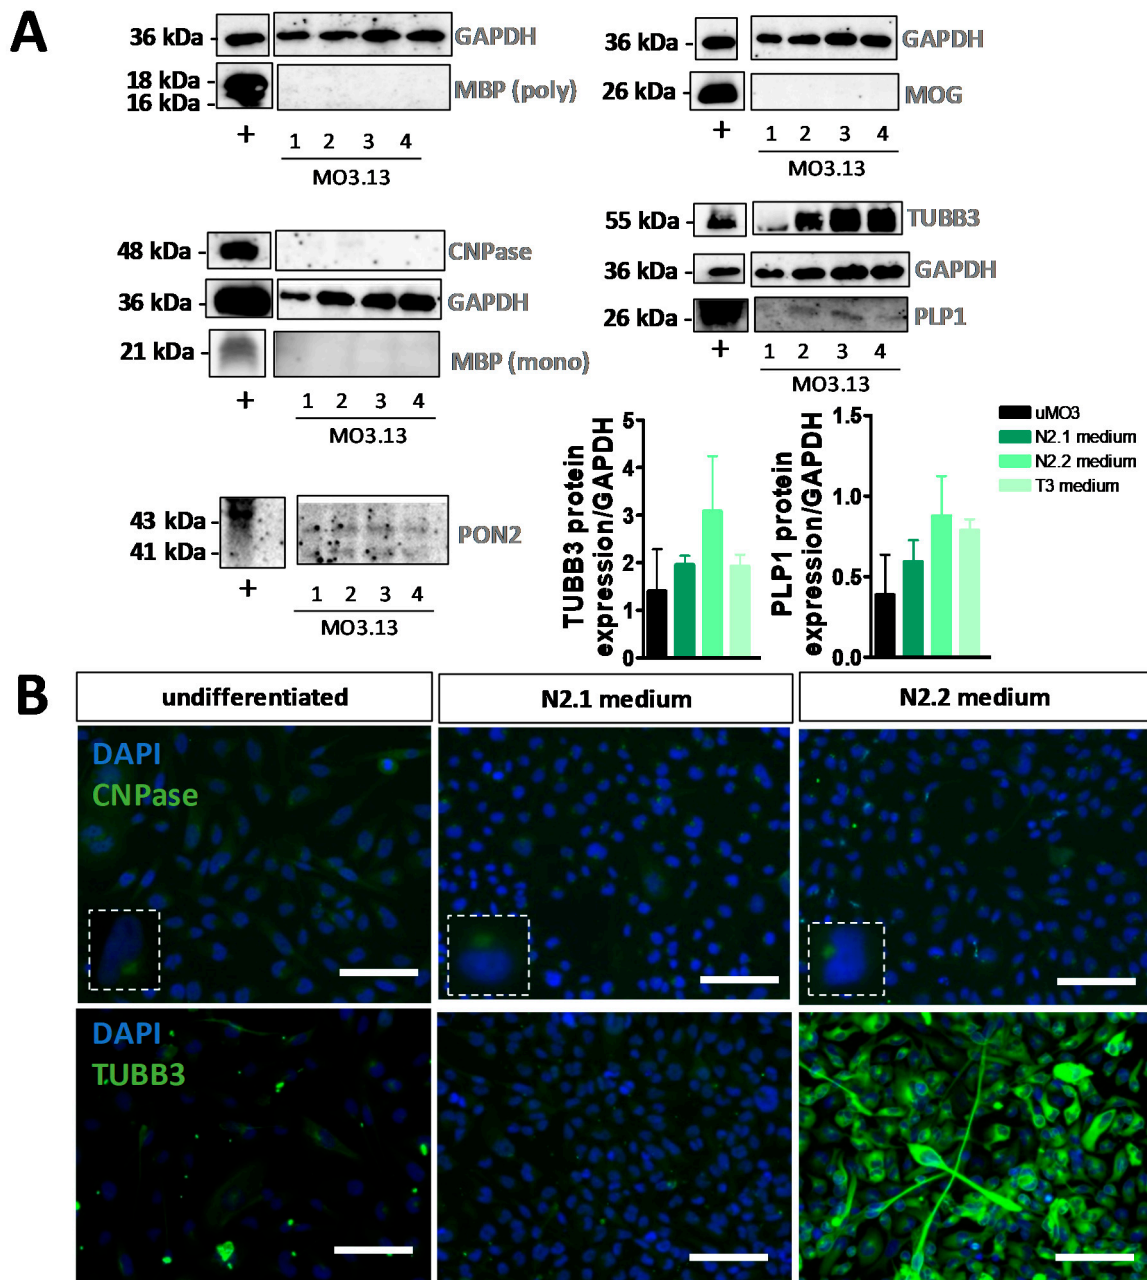 A
36 kDa - GAPDH
18 kDa -
16 kDa - MBP (poly)
+ 1 2 3 4
MO3.13
36 kDa - GAPDH
26 kDa - MOG
+ 1 2 3 4
MO3.13
48 kDa - CNPase
36 kDa - GAPDH
21 kDa - MBP (mono)
+ 1 2 3 4
MO3.13
55 kDa - TUBB3
36 kDa - GAPDH
26 kDa - PLP1
+ 1 2 3 4
MO3.13
43 kDa -
41 kDa - PON2
+ 1 2 3 4
MO3.13
TUBB3 protein
expression/GAPDH
5
4
3
2
1
0
PLP1 protein
expression/GAPDH
1.5
1.0
0.5
0.0
uMO3
N2.1 medium
N2.2 medium
T3 medium
B
undifferentiated
N2.1 medium
N2.2 medium
DAPI
CNPase
DAPI
TUBB3